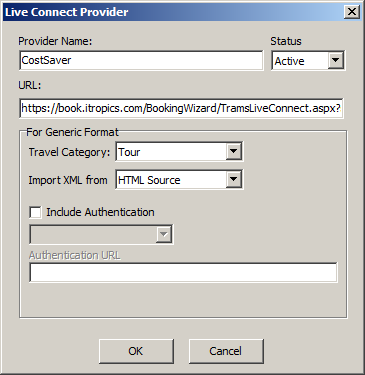 Live Connect Provider
Provider Name: Status
CostSaver Active
URL:
https://book.itropics.com/BookingWizard/TramsLiveConnect.aspx?
For Generic Format
Travel Category: Tour
Import XML from HTML Source
Include Authentication
Authentication URL
OK Cancel